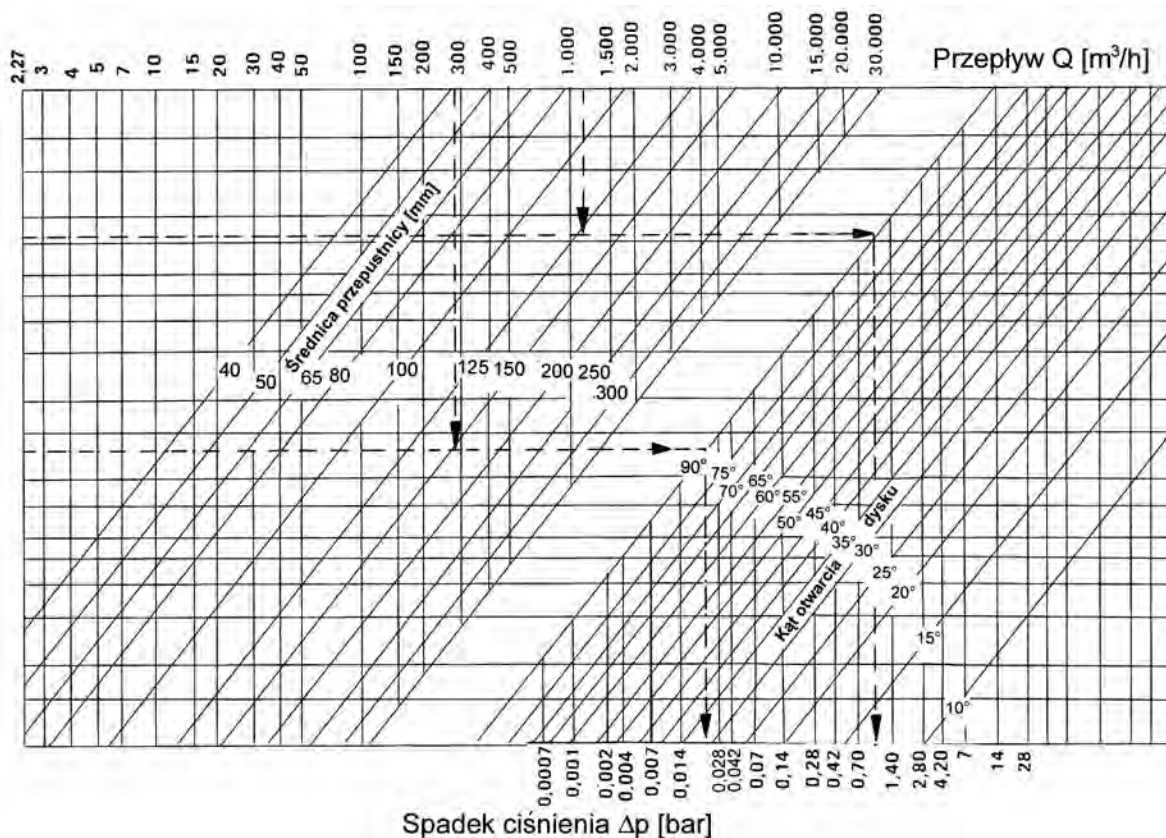 2,27 3 4 5 7 10 15 20 30 40 50 100 150 200 300 400 500 1.000 1.500 2.000 3.000 4.000 5.000 10.000 15.000 20.000 30.000
Przepływ Q [m³/h]
Średnica przepustnicy [mm]
40 50 65 80 100 125 150 200 250 300
90° 75° 70° 65° 60° 55° 50° 45° 40° 35° 30° 25° 20° 15° 10°
Kąt otwarcia dysku
0,0007 0,001 0,002 0,004 0,007 0,014 0,028 0,042 0,07 0,14 0,28 0,42 0,70 1,40 2,80 4,20 7 14 28
Spadek ciśnienia Δp [bar]